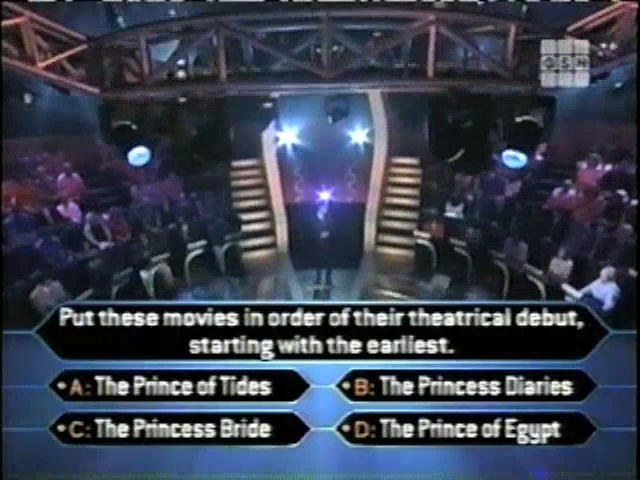 GSN
Put these movies in order of their theatrical debut,
starting with the earliest.
A: The Prince of Tides
B: The Princess Diaries
C: The Princess Bride
D: The Prince of Egypt